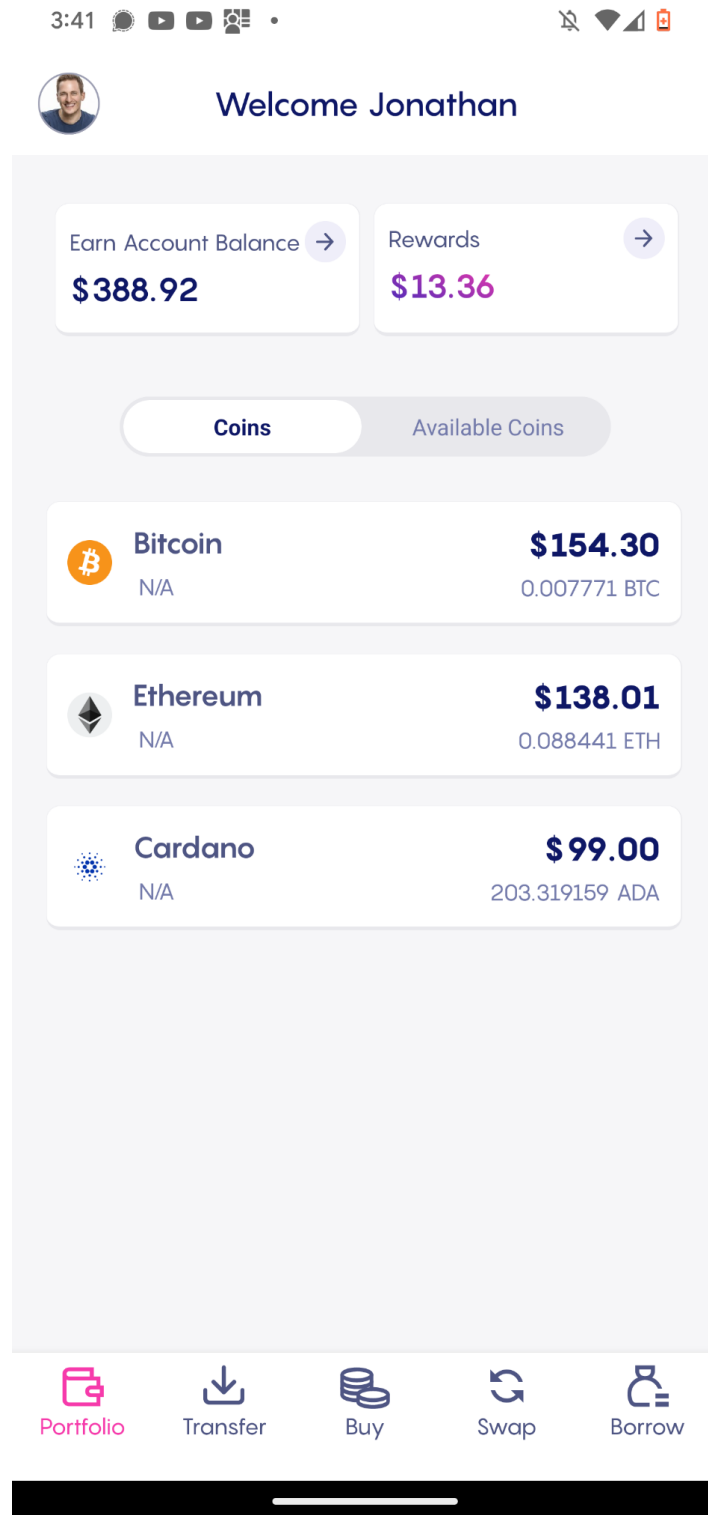 3:41
Welcome Jonathan
Earn Account Balance
$388.92
Rewards
$13.36
Coins
Available Coins
Bitcoin
$154.30
N/A
0.007771 BTC
Ethereum
$138.01
N/A
0.088441 ETH
Cardano
$99.00
N/A
203.319159 ADA
Portfolio
Transfer
Buy
Swap
Borrow